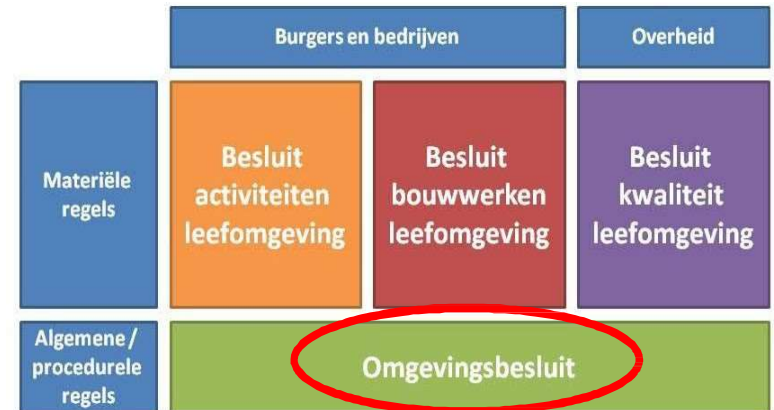 Burgers en bedrijven
Overheid
Materiële
regels
Besluit
activiteiten
leefomgeving
Besluit
bouwwerken
leefomgeving
Besluit
kwaliteit
leefomgeving
Algemene /
procedurele
regels
Omgevingsbesluit